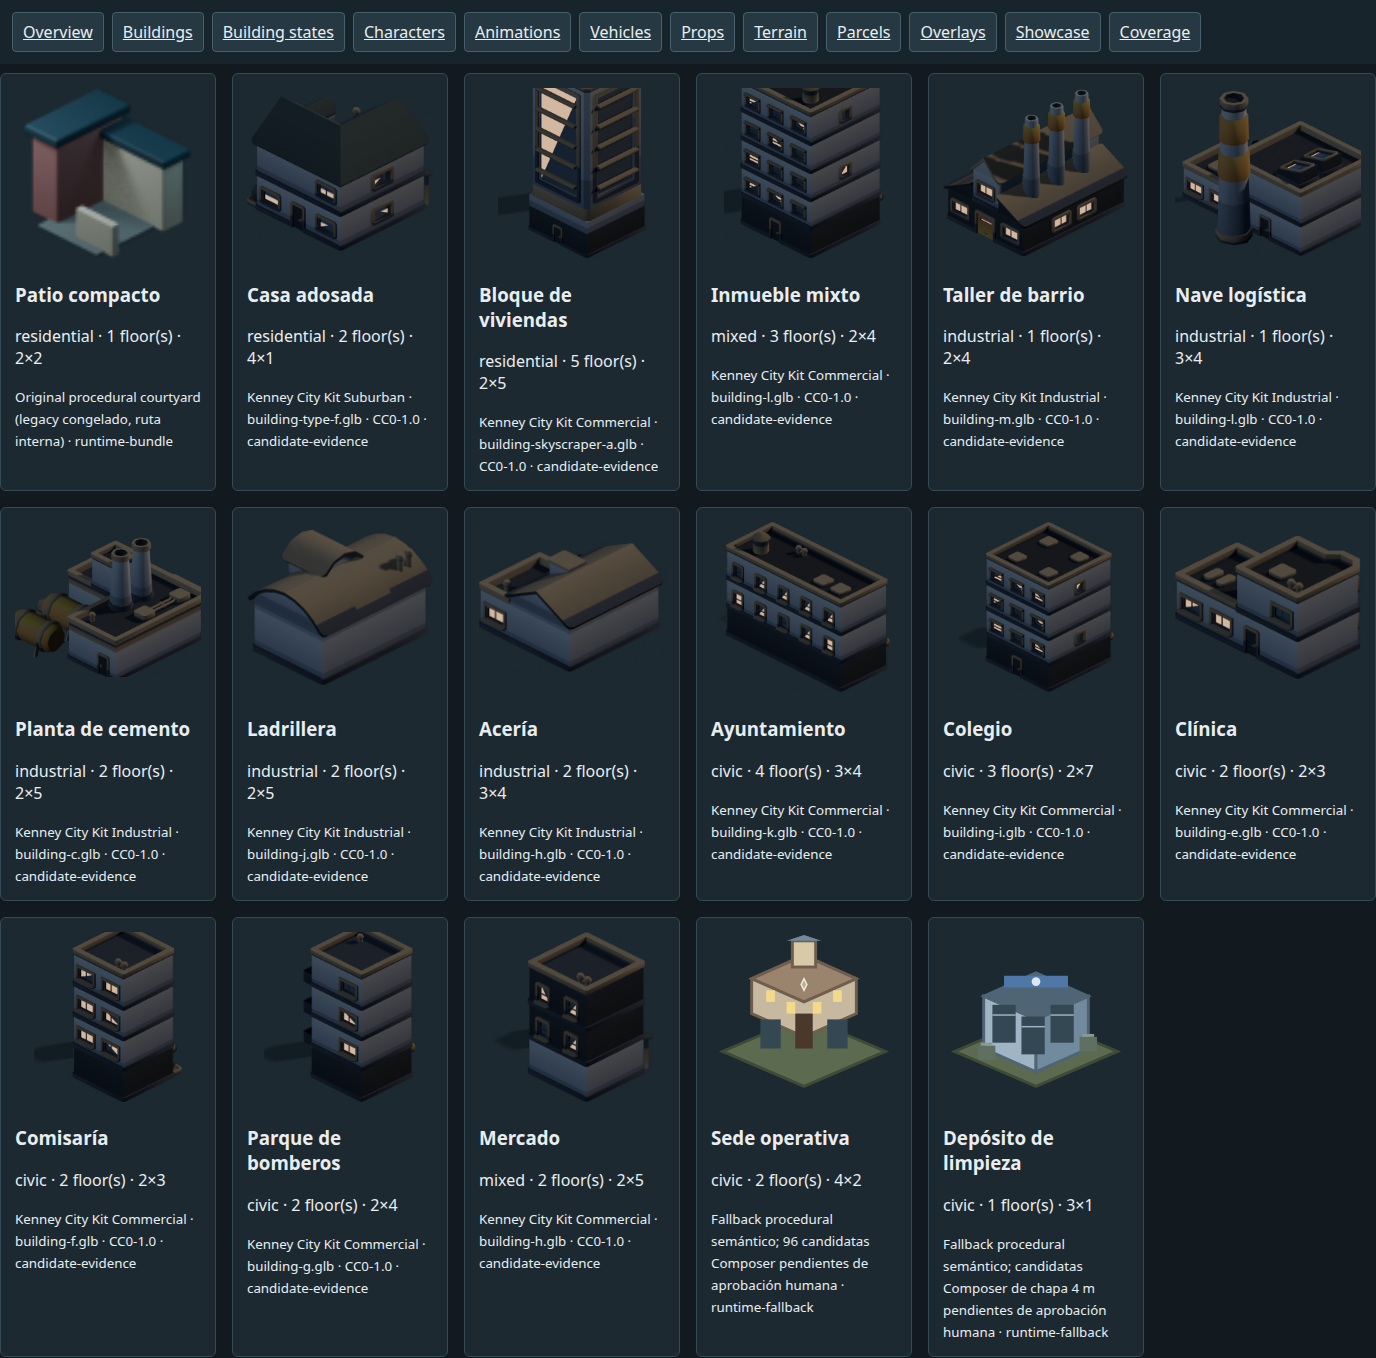 Overview Buildings Building states Characters Animations Vehicles Props Terrain Parcels Overlays Showcase Coverage
Patio compacto
residential · 1 floor(s) ·
2×2
Original procedural courtyard
(legacy congelado, ruta
interna) · runtime-bundle
Casa adosada
residential · 2 floor(s) ·
4×1
Kenney City Kit Suburban ·
building-type-f.glb · CC0-1.0 ·
candidate-evidence
Bloque de
viviendas
residential · 5 floor(s) ·
2×5
Kenney City Kit Commercial ·
building-skyscraper-a.glb ·
CC0-1.0 · candidate-evidence
Inmueble mixto
mixed · 3 floor(s) · 2×4
Kenney City Kit Commercial ·
building-l.glb · CC0-1.0 ·
candidate-evidence
Taller de barrio
industrial · 1 floor(s) ·
2×4
Kenney City Kit Industrial ·
building-m.glb · CC0-1.0 ·
candidate-evidence
Nave logística
industrial · 1 floor(s) ·
3×4
Kenney City Kit Industrial ·
building-l.glb · CC0-1.0 ·
candidate-evidence
Planta de cemento
industrial · 2 floor(s) ·
2×5
Kenney City Kit Industrial ·
building-c.glb · CC0-1.0 ·
candidate-evidence
Ladrillera
industrial · 2 floor(s) ·
2×5
Kenney City Kit Industrial ·
building-j.glb · CC0-1.0 ·
candidate-evidence
Acería
industrial · 2 floor(s) ·
3×4
Kenney City Kit Industrial ·
building-h.glb · CC0-1.0 ·
candidate-evidence
Ayuntamiento
civic · 4 floor(s) · 3×4
Kenney City Kit Commercial ·
building-k.glb · CC0-1.0 ·
candidate-evidence
Colegio
civic · 3 floor(s) · 2×7
Kenney City Kit Commercial ·
building-i.glb · CC0-1.0 ·
candidate-evidence
Clínica
civic · 2 floor(s) · 2×3
Kenney City Kit Commercial ·
building-e.glb · CC0-1.0 ·
candidate-evidence
Comisaría
civic · 2 floor(s) · 2×3
Kenney City Kit Commercial ·
building-f.glb · CC0-1.0 ·
candidate-evidence
Parque de
bomberos
civic · 2 floor(s) · 2×4
Kenney City Kit Commercial ·
building-g.glb · CC0-1.0 ·
candidate-evidence
Mercado
mixed · 2 floor(s) · 2×5
Kenney City Kit Commercial ·
building-h.glb · CC0-1.0 ·
candidate-evidence
Sede operativa
civic · 2 floor(s) · 4×2
Fallback procedural
semántico; 96 candidatas
Composer pendientes de
aprobación humana ·
runtime-fallback
Depósito de
limpieza
civic · 1 floor(s) · 3×1
Fallback procedural
semántico; candidatas
Composer de chapa 4 m
pendientes de aprobación
humana · runtime-fallback